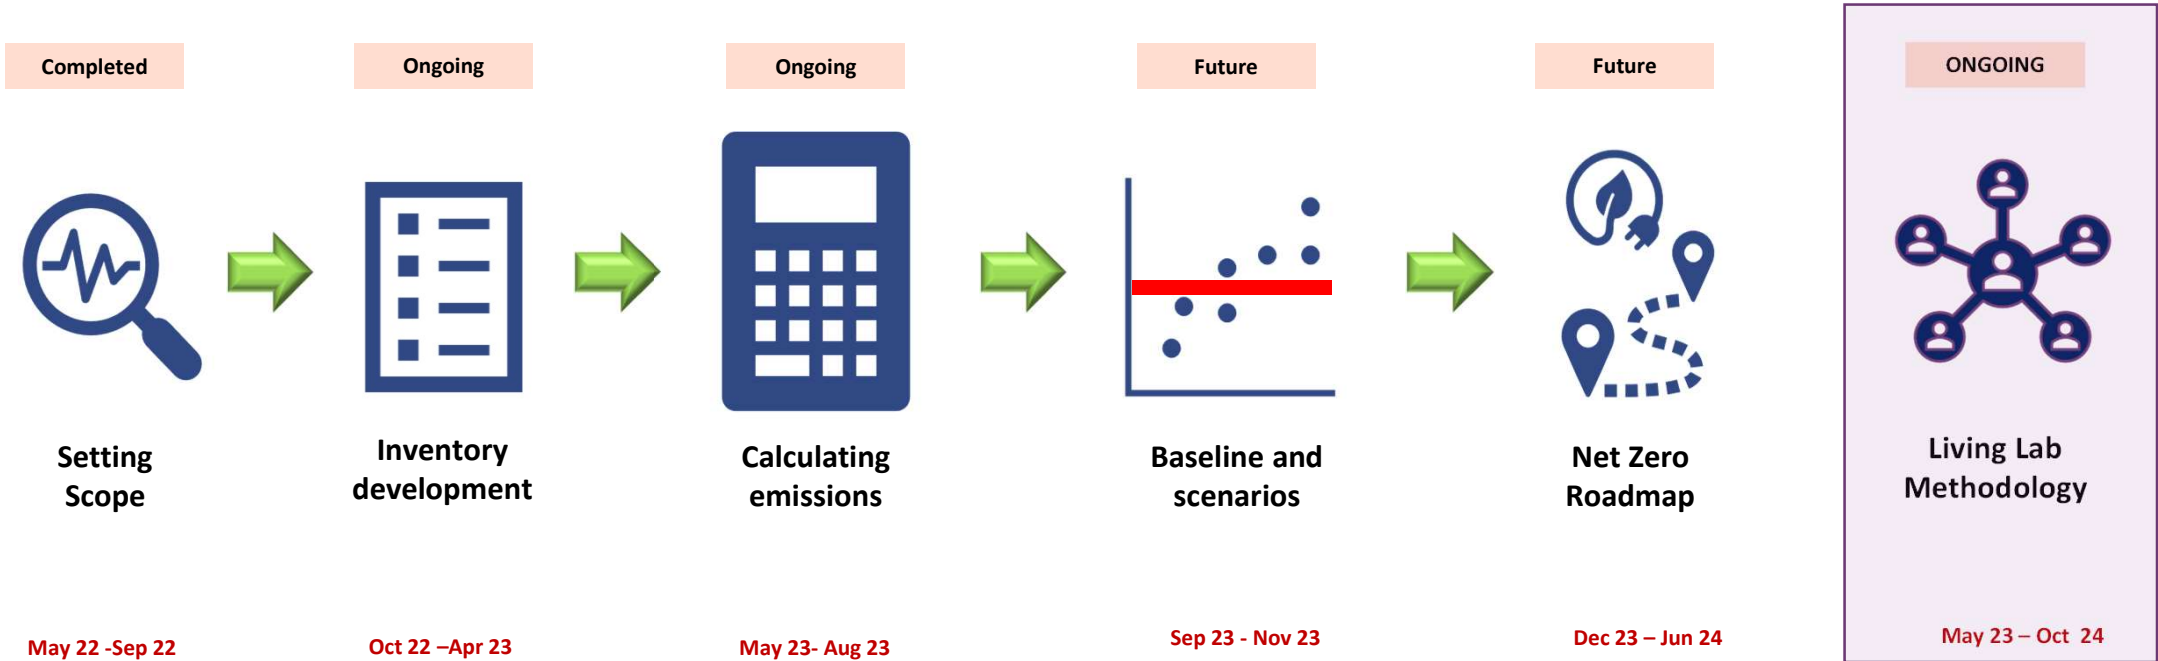 Completed
Ongoing
Ongoing
Future
Future
ONGOING
Setting
Scope
Inventory
development
Calculating
emissions
Baseline and
scenarios
Net Zero
Roadmap
Living Lab
Methodology
May 22 -Sep 22
Oct 22 –Apr 23
May 23- Aug 23
Sep 23 - Nov 23
Dec 23 – Jun 24
May 23 – Oct 24